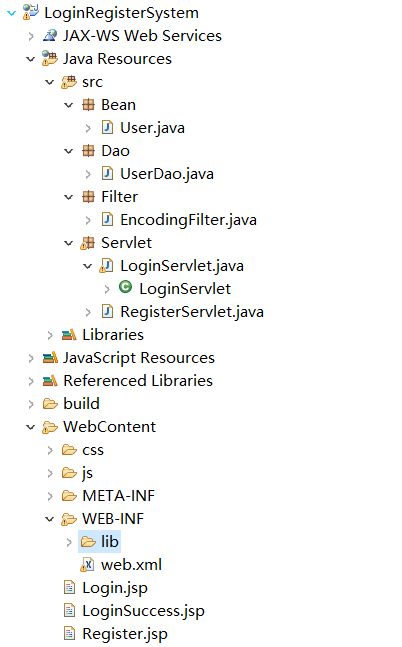 LoginRegisterSystem
JAX-WS Web Services
Java Resources
src
Bean
User.java
Dao
UserDao.java
Filter
EncodingFilter.java
Servlet
LoginServlet.java
LoginServlet
RegisterServlet.java
Libraries
JavaScript Resources
Referenced Libraries
build
WebContent
css
js
META-INF
WEB-INF
lib
web.xml
Login.jsp
LoginSuccess.jsp
Register.jsp